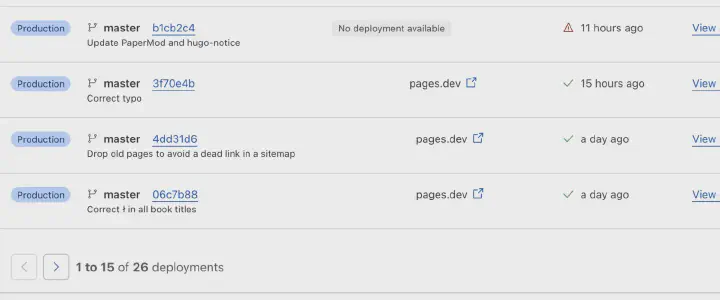 Production master b1cb2c4 No deployment available 11 hours ago View
Update PaperMod and hugo-notice
Production master 3f70e4b pages.dev 15 hours ago View
Correct typo
Production master 4dd31d6 pages.dev a day ago View
Drop old pages to avoid a dead link in a sitemap
Production master 06c7b88 pages.dev a day ago View
Correct ł in all book titles
1 to 15 of 26 deployments